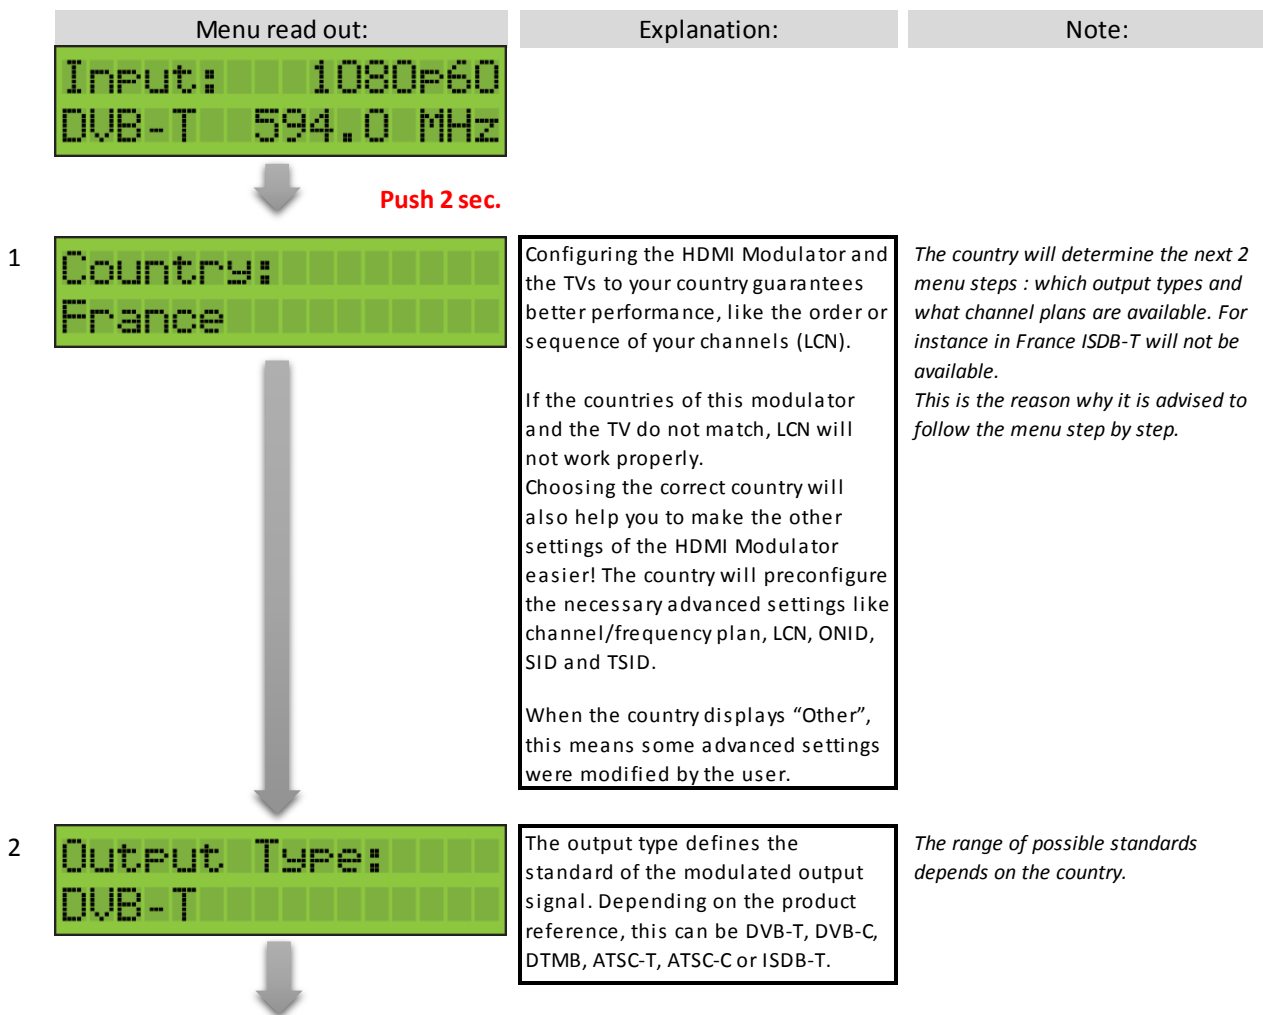 Menu read out:
Explanation:
Note:
Input: 1080p60
DVB-T 594.0 MHz
Push 2 sec.
1
Country:
France
Configuring the HDMI Modulator and
the TVs to your country guarantees
better performance, like the order or
sequence of your channels (LCN).
If the countries of this modulator
and the TV do not match, LCN will
not work properly.
Choosing the correct country will
also help you to make the other
settings of the HDMI Modulator
easier! The country will preconfigure
the necessary advanced settings like
channel/frequency plan, LCN, ONID,
SID and TSID.
When the country displays “Other”,
this means some advanced settings
were modified by the user.
The country will determine the next 2
menu steps : which output types and
what channel plans are available. For
instance in France ISDB-T will not be
available.
This is the reason why it is advised to
follow the menu step by step.
2
Output Type:
DVB-T
The output type defines the
standard of the modulated output
signal. Depending on the product
reference, this can be DVB-T, DVB-C,
DTMB, ATSC-T, ATSC-C or ISDB-T.
The range of possible standards
depends on the country.